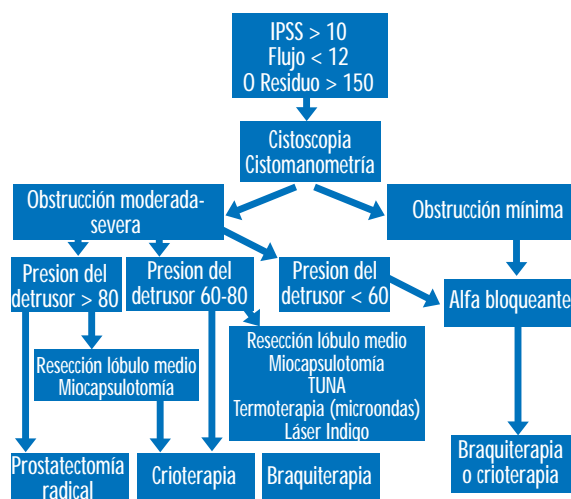 IPSS > 10
Flujo < 12
O Residuo > 150
Cistoscopia
Cistomanometría
Obstrucción moderada-
severa
Obstrucción mínima
Presion del
detrusor > 80
Presion del
detrusor 60-80
Presion del
detrusor < 60
Alfa bloqueante
Resección lóbulo medio
Miocapsulotomía
Resección lóbulo medio
Miocapsulotomía
TUNA
Termoterapia (microondas)
Láser Indigo
Prostatectomía
radical
Crioterapia
Braquiterapia
Braquiterapia
o crioterapia